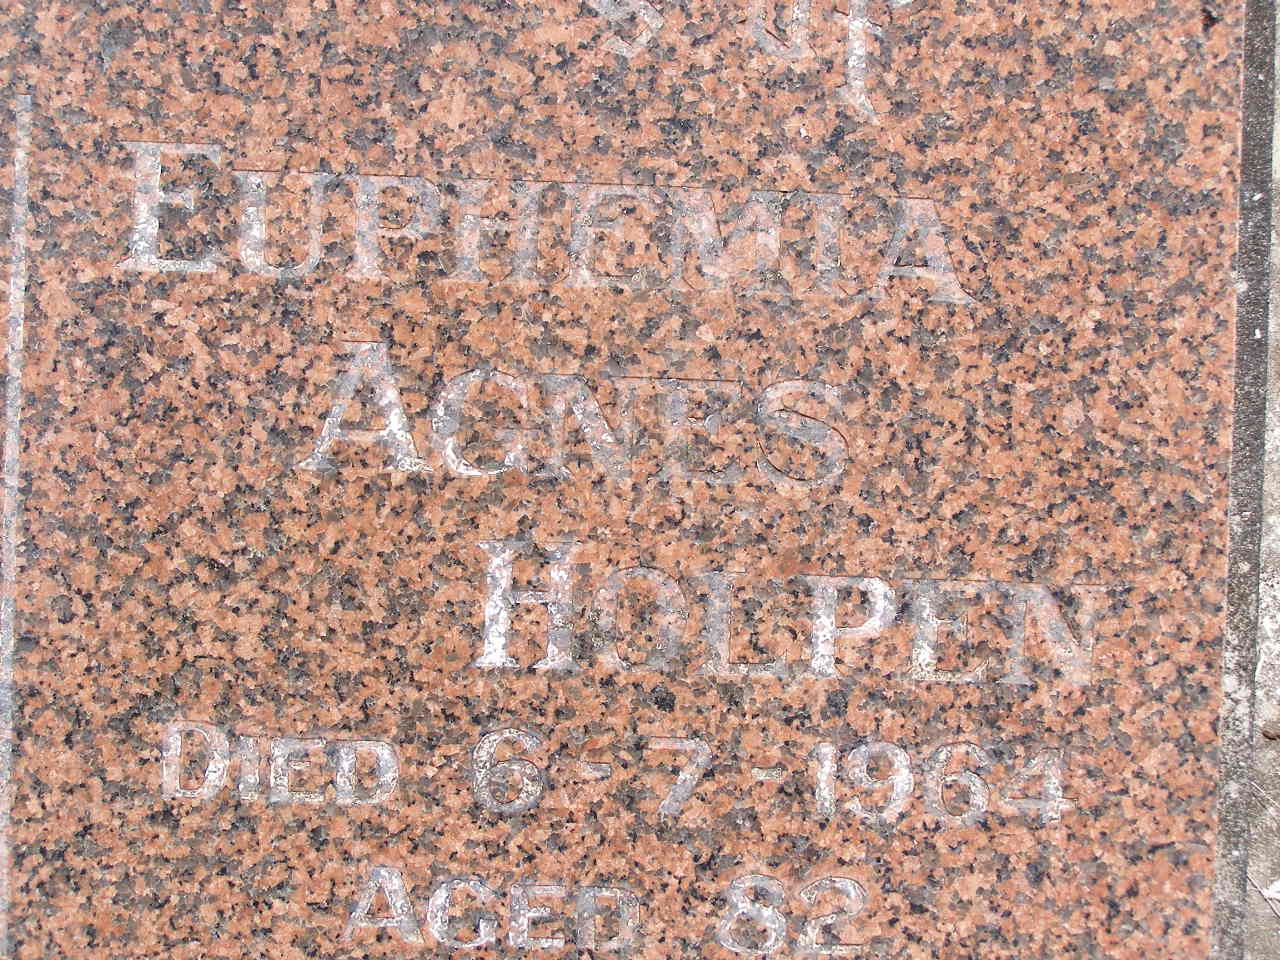 EUPHEMIA
AGNES
HOLPEN
DIED 6-7-1964
AGED 82